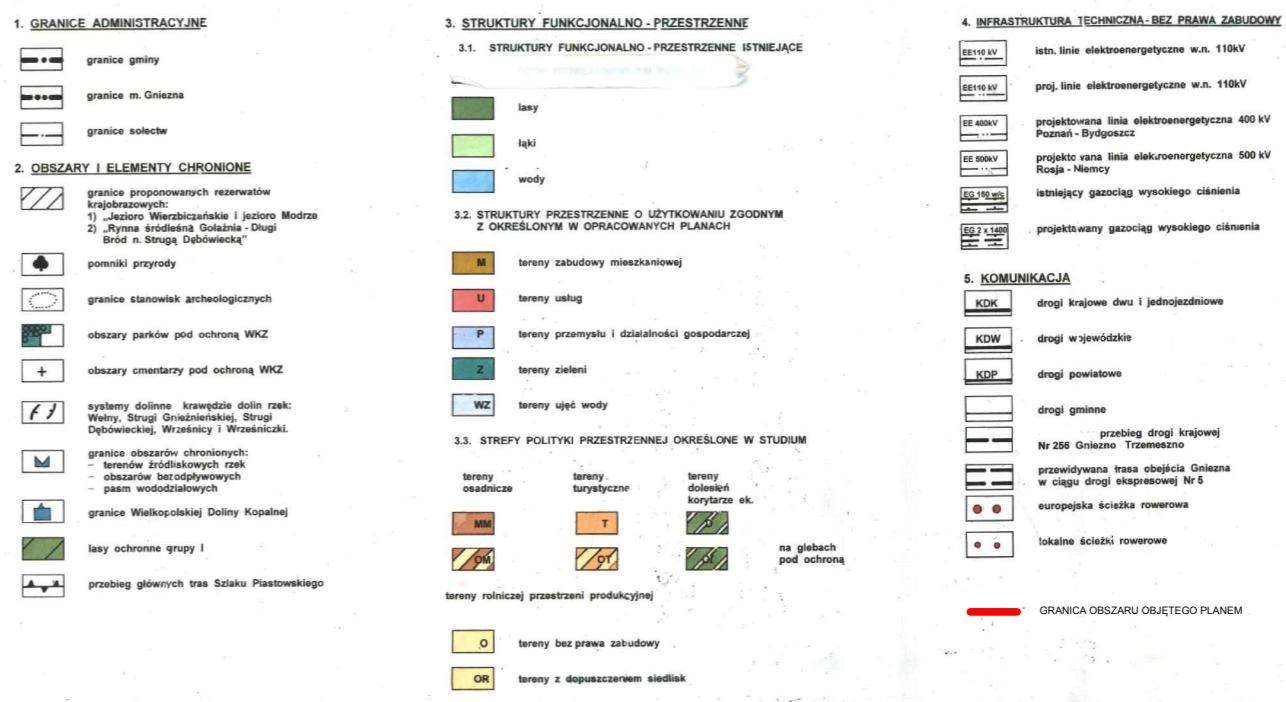 1. GRANICE ADMINISTRACYJNE
granice gminy
granice m. Gniezna
granice sołectw
2. OBSZARY I ELEMENTY CHRONIONE
granice proponowanych rezerwatów
krajobrazowych:
1) „Jezioro Wierzbiczańskie i jezioro Modrze
2) „Rynna śródleśna Gołaźnia - Długi
Bród n. Strugą Dębówiecką"
pomniki przyrody
granice stanowisk archeologicznych
obszary parków pod ochroną WKZ
obszary cmentarzy pod ochroną WKZ
systemy dolinne krawędzie dolin rzek:
Wełny, Strugi Gnieźnieńskiej, Strugi
Dębówieckiej, Wrześnicy i Wrześniczki.
granice obszarów chronionych:
– terenów źródliskowych rzek
– obszarów bezodpływowych
– pasm wododziałowych
granice Wielkopolskiej Doliny Kopalnej
lasy ochronne grupy I
przebieg głównych tras Szlaku Piastowskiego
3. STRUKTURY FUNKCJONALNO - PRZESTRZENNE
3.1. STRUKTURY FUNKCJONALNO - PRZESTRZENNE ISTNIEJĄCE
lasy
łąki
wody
3.2. STRUKTURY PRZESTRZENNE O UŻYTKOWANIU ZGODNYM
Z OKREŚLONYM W OPRACOWANYCH PLANACH
M tereny zabudowy mieszkaniowej
U tereny usług
P tereny przemysłu i działalności gospodarczej
Z tereny zieleni
WZ tereny ujęć wody
3.3. STREFY POLITYKI PRZESTRZENNEJ OKREŚLONE W STUDIUM
tereny osadnicze
tereny turystyczne
tereny dolesień korytarze ek.
MM T D
OM OT OL na glebach
pod ochroną
tereny rolniczej przestrzeni produkcyjnej
O tereny bez prawa zabudowy
OR tereny z dopuszczeniem siedlisk
4. INFRASTRUKTURA TECHNICZNA - BEZ PRAWA ZABUDOWY
EE110 kV istn. linie elektroenergetyczne w.n. 110kV
EE110 kV proj. linie elektroenergetyczne w.n. 110kV
EE 400kV projektowana linia elektroenergetyczna 400 kV
Poznań - Bydgoszcz
EE 500kV projektowana linia elektroenergetyczna 500 kV
Rosja - Niemcy
EG 150 w/c istniejący gazociąg wysokiego ciśnienia
EG 2 x 1400 projektowany gazociąg wysokiego ciśnienia
5. KOMUNIKACJA
KDK drogi krajowe dwu i jednojezdniowe
KDW drogi wojewódzkie
KDP drogi powiatowe
drogi gminne
przebieg drogi krajowej
Nr 256 Gniezno Trzemeszno
przewidywana trasa obejścia Gniezna
w ciągu drogi ekspresowej Nr 5
europejska ścieżka rowerowa
lokalne ścieżki rowerowe
GRANICA OBSZARU OBJĘTEGO PLANEM